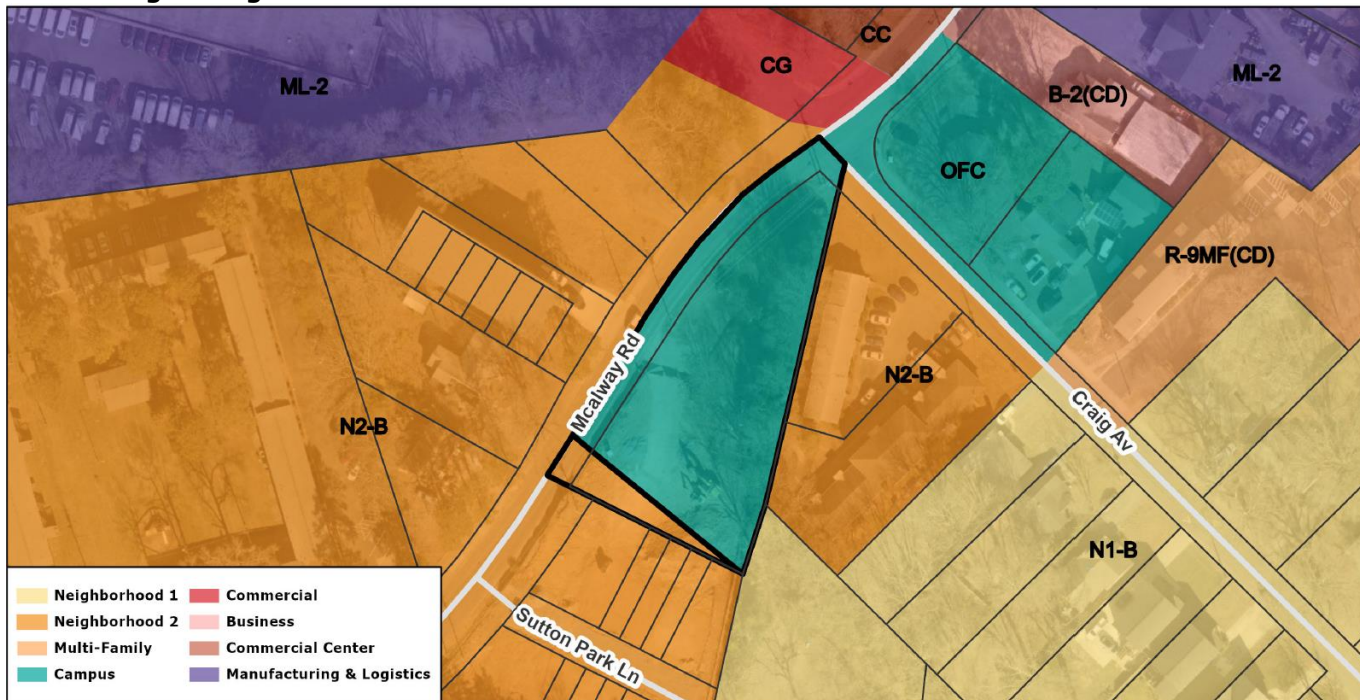 CC
CG
ML-2
B-2(CD)
ML-2
OFC
R-9MF(CD)
N2-B
N2-B
N1-B
Mcalway Rd
Craig Av
Sutton Park Ln
Neighborhood 1
Neighborhood 2
Multi-Family
Campus
Commercial
Business
Commercial Center
Manufacturing & Logistics